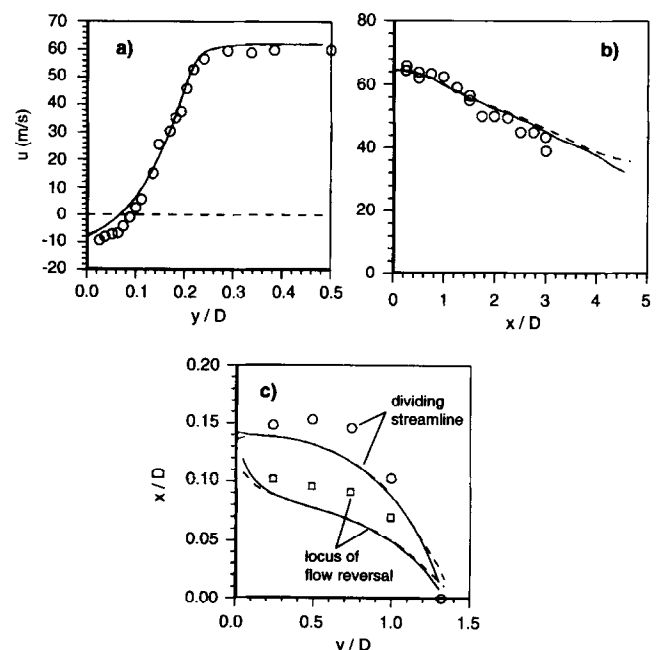 a)
70
60
50
40
30
20
10
0
-10
-20
u (m/s)
0.0 0.1 0.2 0.3 0.4 0.5
y / D
b)
80
60
40
20
0
0 1 2 3 4 5
x / D
c)
0.20
0.15
0.10
0.05
0.00
x / D
dividing
streamline
locus of
flow reversal
0.0 0.5 1.0 1.5
y / D